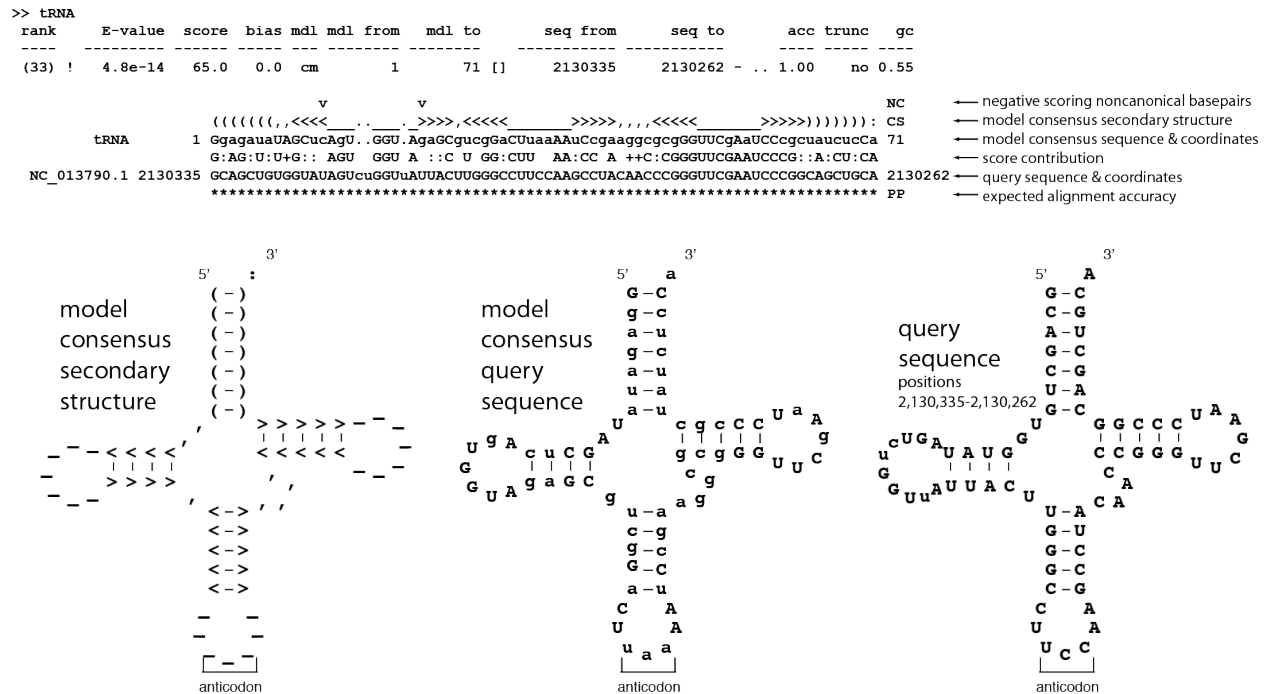 >> tRNA
rank E-value score bias mdl mdl from mdl to seq from seq to acc trunc gc
---- --------- ------ ----- --- -------- -------- ----------- ----------- ---- ----- ----
(33) ! 4.8e-14 65.0 0.0 cm 1 71 [] 2130335 2130262 - .. 1.00 no 0.55
v v NC negative scoring noncanonical basepairs
(((((((,,<<<<___..___._>>>>,<<<<<_______>>>>>,,,,<<<<<_______>>>>>))))))): CS model consensus secondary structure
tRNA 1 GgagauaUAGCucAgU..GGU.AgaGCgucgGaCUuaaAAuCCgaaggcgcgGGUUCGAaUCCCgcuaucucCa 71 model consensus sequence & coordinates
G:AG:U:U+G:: AGU GGU A ::C U GG:CUU AA:CC A ++C:CGGGUUCGAAUCCCG::A:CU:CA score contribution
NC_013790.1 2130335 GCAGCUGUGGUAUAGUcuGGUuAUUACUUGGGCCUUCCAAGCCUACAACCCGGGUUCGAAUCCCGGCAGCUGCA 2130262 query sequence & coordinates
************************************************************************** PP expected alignment accuracy
model
consensus
secondary
structure
5'
3'
:
(-)
(-)
(-)
(-)
(-)
(-)
(-)
, > > > > >
< < < < < < < < <
> > > >
, , , , ,
<->
<->
<->
<->
<->
anticodon
model
consensus
query
sequence
5'
3'
a
G-C
g-c
a-u
g-c
a-u
u-a
a-u
U c g c C C U a A
A g c g G G U U C g
U g A c u C G
G G U A g a G C
g c g g a
u-a
g-g
c-c
g-C
G-C
a-u
C A
U A
u a a
anticodon
query
sequence
positions
2,130,335-2,130,262
5'
3'
A
G-C
C-G
A-U
G-C
C-G
U-A
G-C
U G G C C C U A A
G C C G G G U U C G
u c U G A U A U G
G G U u A U U A C
U C A A C
U-A
U-U
G-C
G-C
G-C
C-G
C A
U A
U C C
anticodon